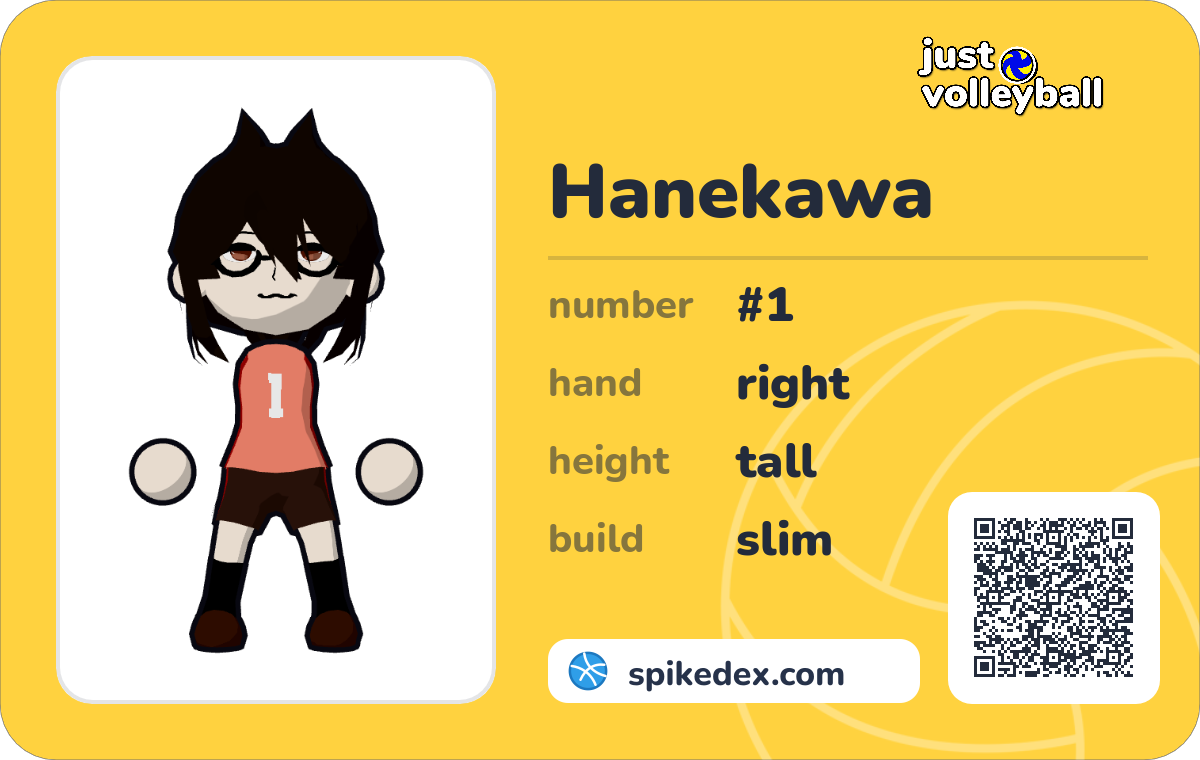 just
volleyball
Hanekawa
number #1
hand right
height tall
build slim
1
spikedex.com